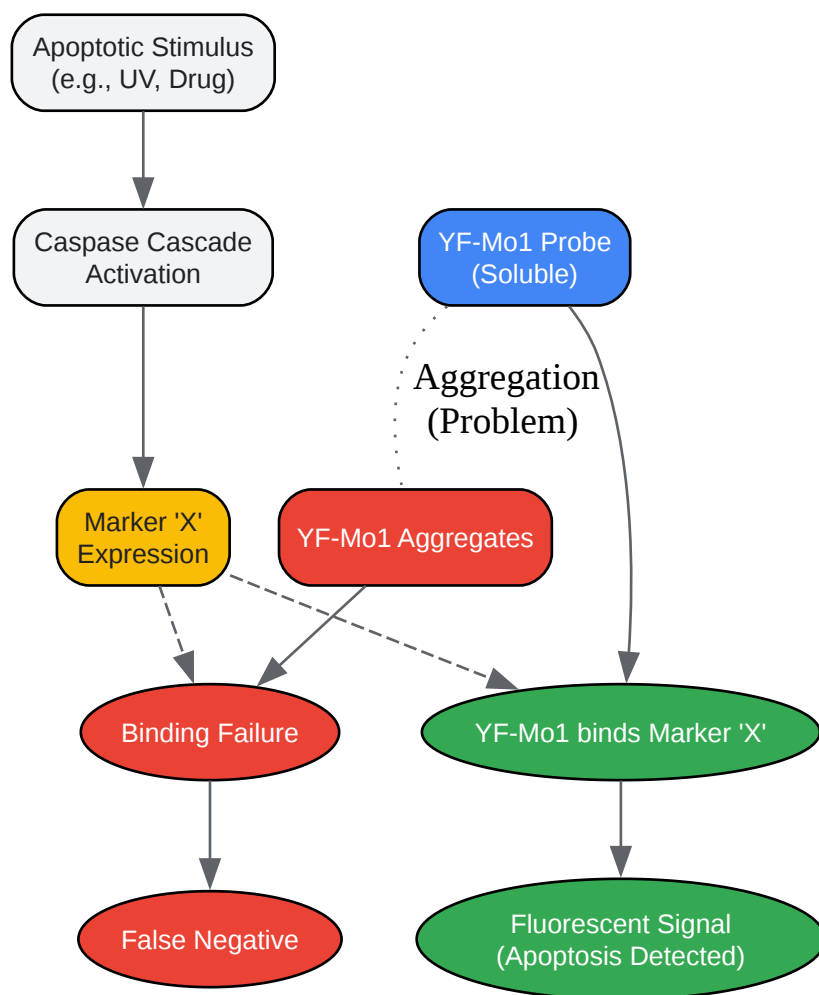 Apoptotic Stimulus
(e.g., UV, Drug)
Caspase Cascade
Activation
YF-Mo1 Probe
(Soluble)
Aggregation
(Problem)
Marker 'X'
Expression
YF-Mo1 Aggregates
Binding Failure
YF-Mo1 binds Marker 'X'
False Negative
Fluorescent Signal
(Apoptosis Detected)